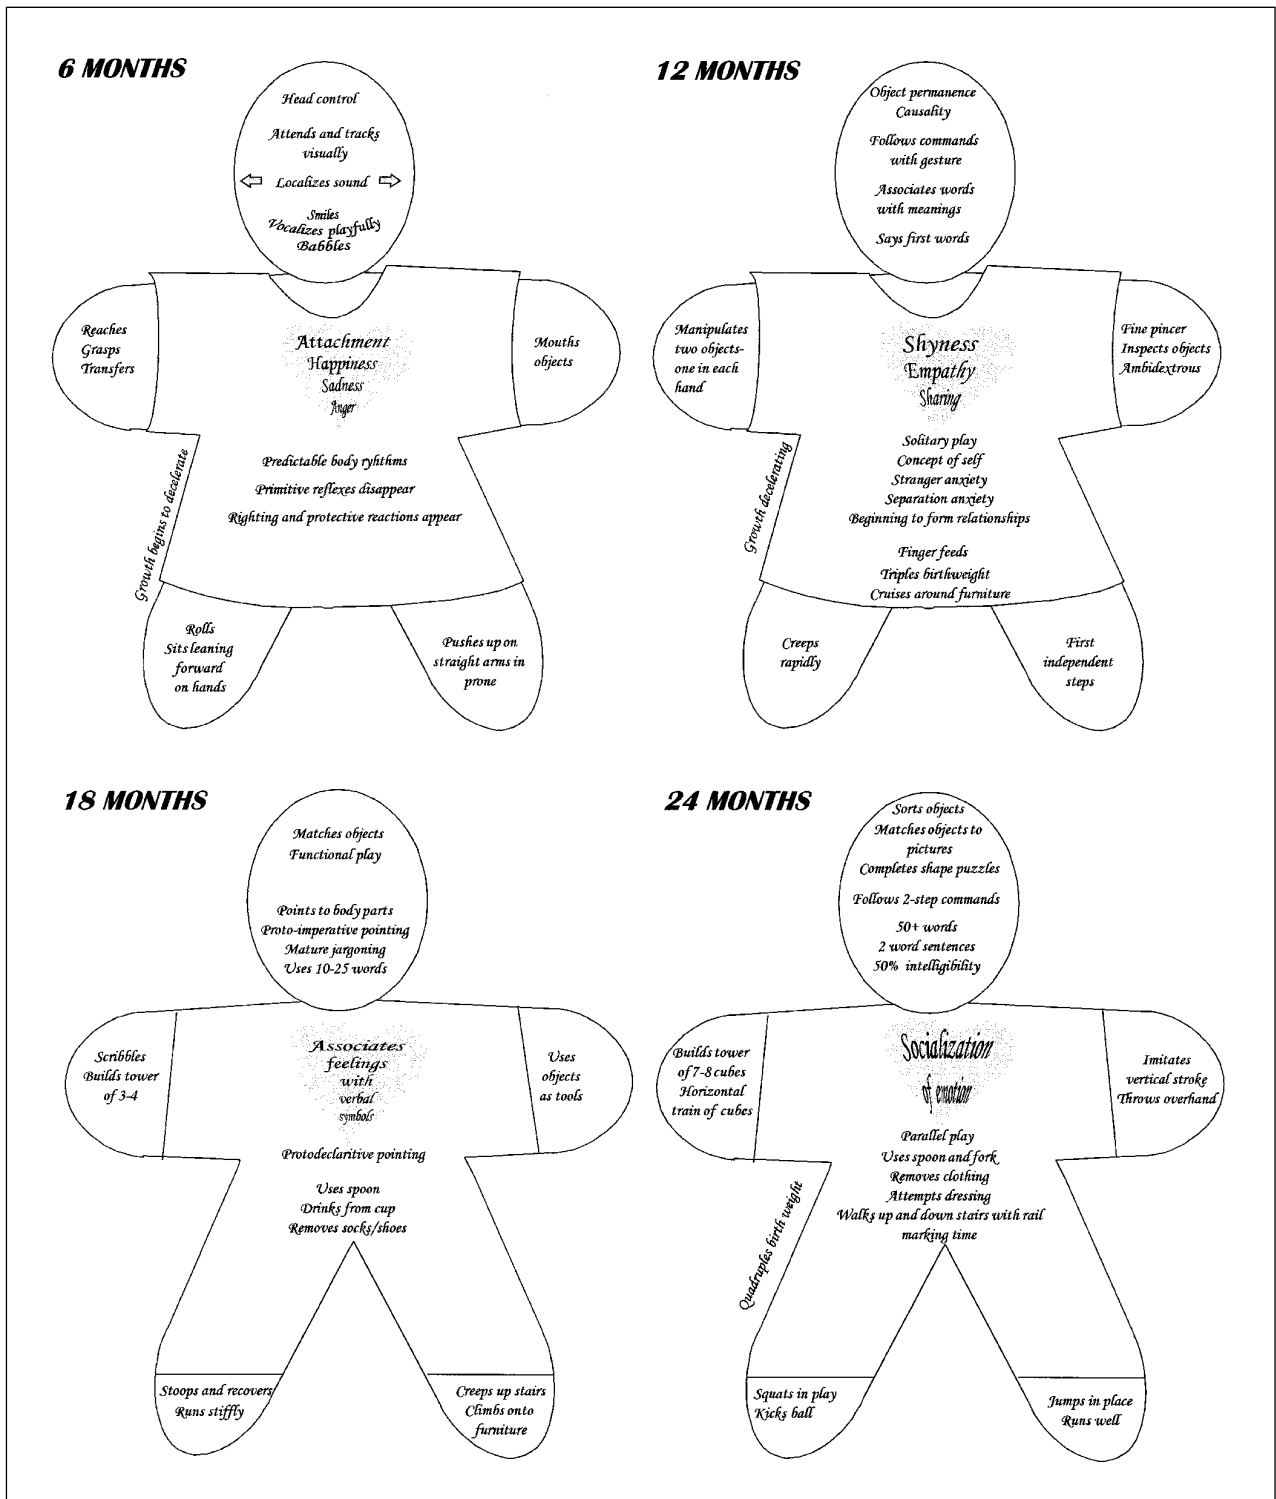 6 MONTHS
Head control
Attends and tracks
visually
Localizes sound
Smiles
Vocalizes playfully
Babbles
Reaches
Grasps
Transfers
Attachment
Happiness
Sadness
Anger
Mouths
objects
Predictable body ryhthms
Primitive reflexes disappear
Righting and protective reactions appear
Growth begins to decelerate
Rolls
Sits leaning
forward
on hands
Pushes up on
straight arms in
prone
12 MONTHS
Object permanence
Causality
Follows commands
with gesture
Associates words
with meanings
Says first words
Manipulates
two objects-
one in each
hand
Shyness
Empathy
Sharing
Fine pincer
Inspects objects
Ambidextrous
Solitary play
Concept of self
Stranger anxiety
Separation anxiety
Beginning to form relationships
Finger feeds
Triples birthweight
Cruises around furniture
Growth decelerating
Creeps
rapidly
First
independent
steps
18 MONTHS
Matches objects
Functional play
Points to body parts
Proto-imperative pointing
Mature jargoning
Uses 10-25 words
Scribbles
Builds tower
of 3-4
Associates
feelings
with
verbal
symbols
Uses
objects
as tools
Protodeclaritive pointing
Uses spoon
Drinks from cup
Removes socks/shoes
Stoops and recovers
Runs stiffly
Creeps up stairs
Climbs onto
furniture
24 MONTHS
Sorts objects
Matches objects to
pictures
Completes shape puzzles
Follows 2-step commands
50+ words
2 word sentences
50% intelligibility
Builds tower
of 7-8 cubes
Horizontal
train of cubes
Socialization
of emotion
Imitates
vertical stroke
Throws overhand
Parallel play
Uses spoon and fork
Removes clothing
Attempts dressing
Walks up and down stairs with rail
marking time
Quadruples birth weight
Squats in play
Kicks ball
Jumps in place
Runs well